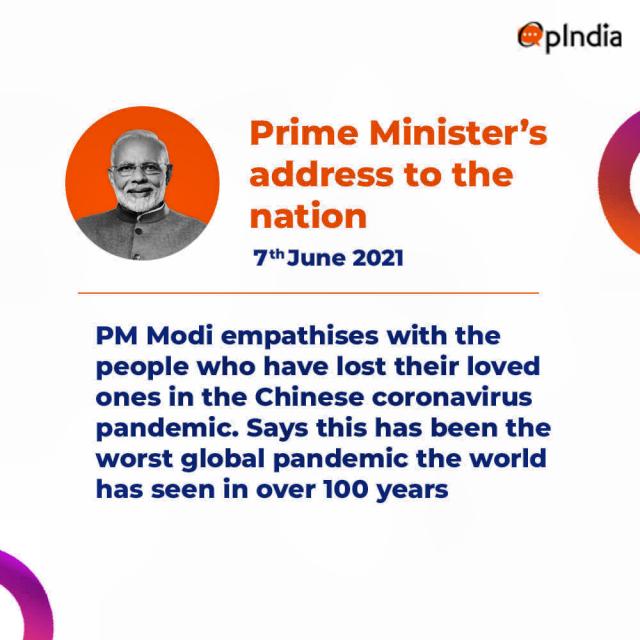 OpIndia
Prime Minister’s
address to the
nation
7th June 2021
PM Modi empathises with the
people who have lost their loved
ones in the Chinese coronavirus
pandemic. Says this has been the
worst global pandemic the world
has seen in over 100 years